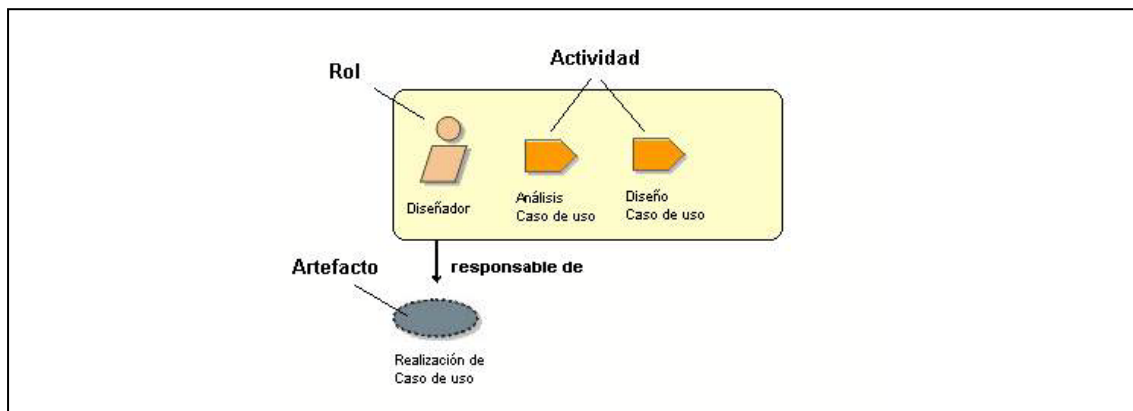 Actividad
Rol
Diseñador
Análisis
Caso de uso
Diseño
Caso de uso
Artefacto
responsable de
Realización de
Caso de uso